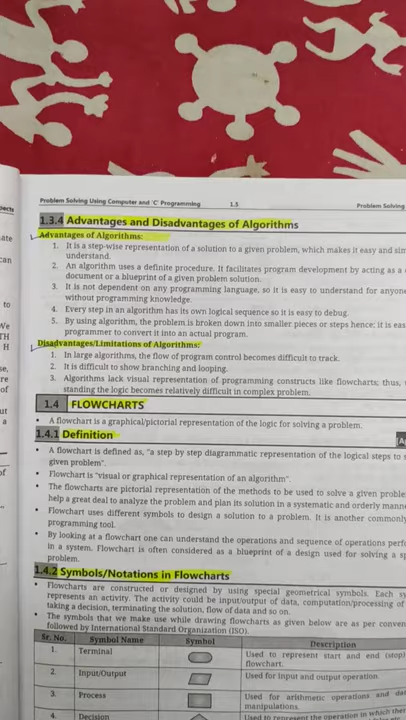 Problem Solving Using Computer and 'C' Programming 1.5 Problem Solving
1.3.4 Advantages and Disadvantages of Algorithms
Advantages of Algorithms:
1. It is a step-wise representation of a solution to a given problem, which makes it easy and
understand.
2. An algorithm uses a definite procedure. It facilitates program development by acting as a
document or a blueprint of a given problem solution.
3. It is not dependent on any programming language, so it is easy to understand for
without programming knowledge.
4. Every step in an algorithm has its own logical sequence so it is easy to debug.
5. By using algorithm, the problem is broken down into smaller pieces or steps hence; it is
programmer to convert it into an actual program.
Disadvantages/Limitations of Algorithms:
1. In large algorithms, the flow of program control becomes difficult to track.
2. It is difficult to show branching and looping.
3. Algorithms lack visual representation of programming constructs like flowcharts; thus,
standing the logic becomes relatively difficult in complex problem.
1.4 FLOWCHARTS
• A flowchart is a graphical/pictorial representation of the logic for solving a problem.
1.4.1 Definition
• A flowchart is defined as, "a step by step diagrammatic representation of the logical steps to
given problem".
• Flowchart is "visual or graphical representation of an algorithm".
• The flowcharts are pictorial representation of the methods to be used to solve a given
help a great deal to analyze the problem and plan its solution in a systematic and orderly
• Flowchart uses different symbols to design a solution to a problem. It is another commonly
programming tool.
• By looking at a flowchart one can understand the operations and sequence of operations
in a system. Flowchart is often considered as a blueprint of a design used for solving a
problem.
1.4.2 Symbols/Notations in Flowcharts
• Flowcharts are constructed or designed by using special geometrical symbols. Each
represents an activity. The activity could be input/output of data, computation/processing of
taking a decision, terminating the solution, flow of data and so on.
• The symbols that we make use while drawing flowcharts as given below are as per
followed by International Standard Organization (ISO).
Sr. No. Symbol Name Symbol Description
1. Terminal Used to represent start and end (stop)
flowchart.
2. Input/Output Used for input and output operation.
3. Process Used for arithmetic operations and
manipulations.
4. Decision Used to represent the operation in which